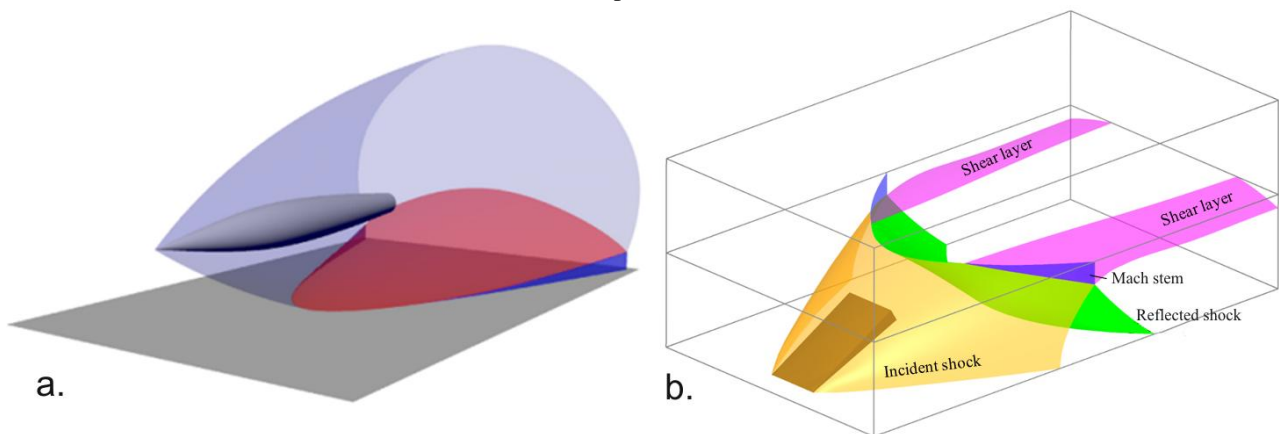 Shear layer
Shear layer
Mach stem
Reflected shock
Incident shock
a.
b.